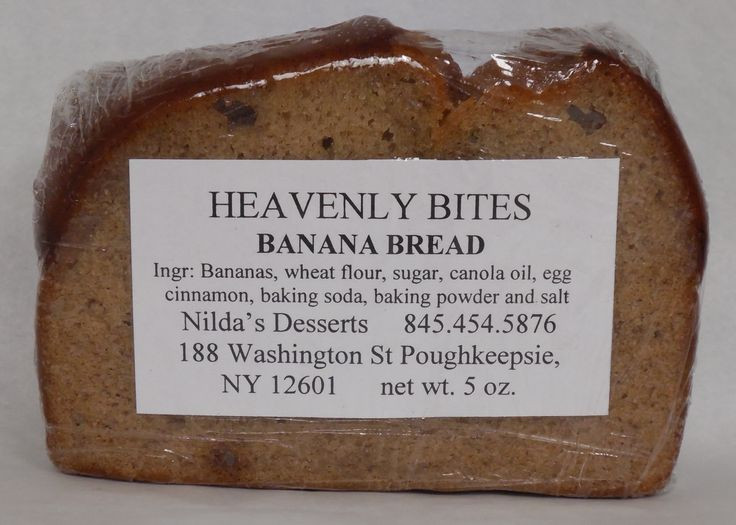 HEAVENLY BITES
BANANA BREAD
Ingr: Bananas, wheat flour, sugar, canola oil, egg
cinnamon, baking soda, baking powder and salt
Nilda's Desserts 845.454.5876
188 Washington St Poughkeepsie,
NY 12601 net wt. 5 oz.